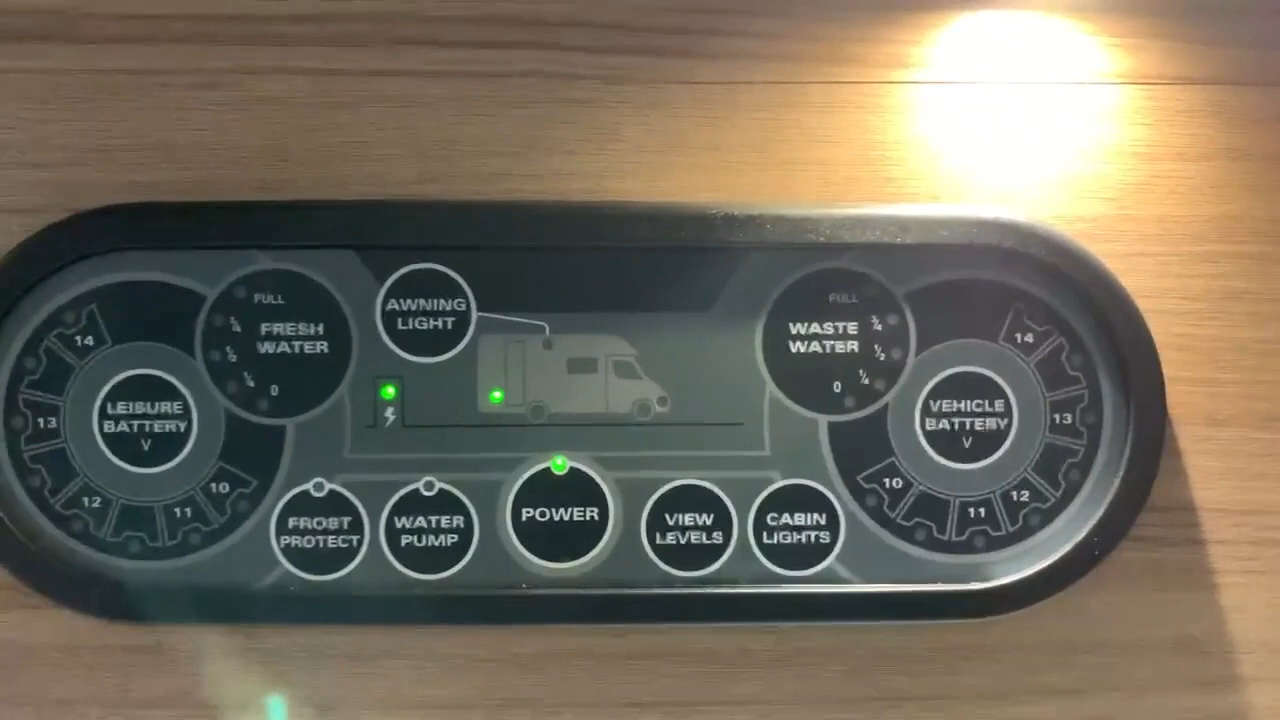 14
13
12
11
10
LEISURE
BATTERY
V
FULL
¾
½
¼
0
FRESH
WATER
AWNING
LIGHT
FROST
PROTECT
WATER
PUMP
POWER
VIEW
LEVELS
CABIN
LIGHTS
WASTE
WATER
FULL
¾
½
¼
0
VEHICLE
BATTERY
V
14
13
12
11
10